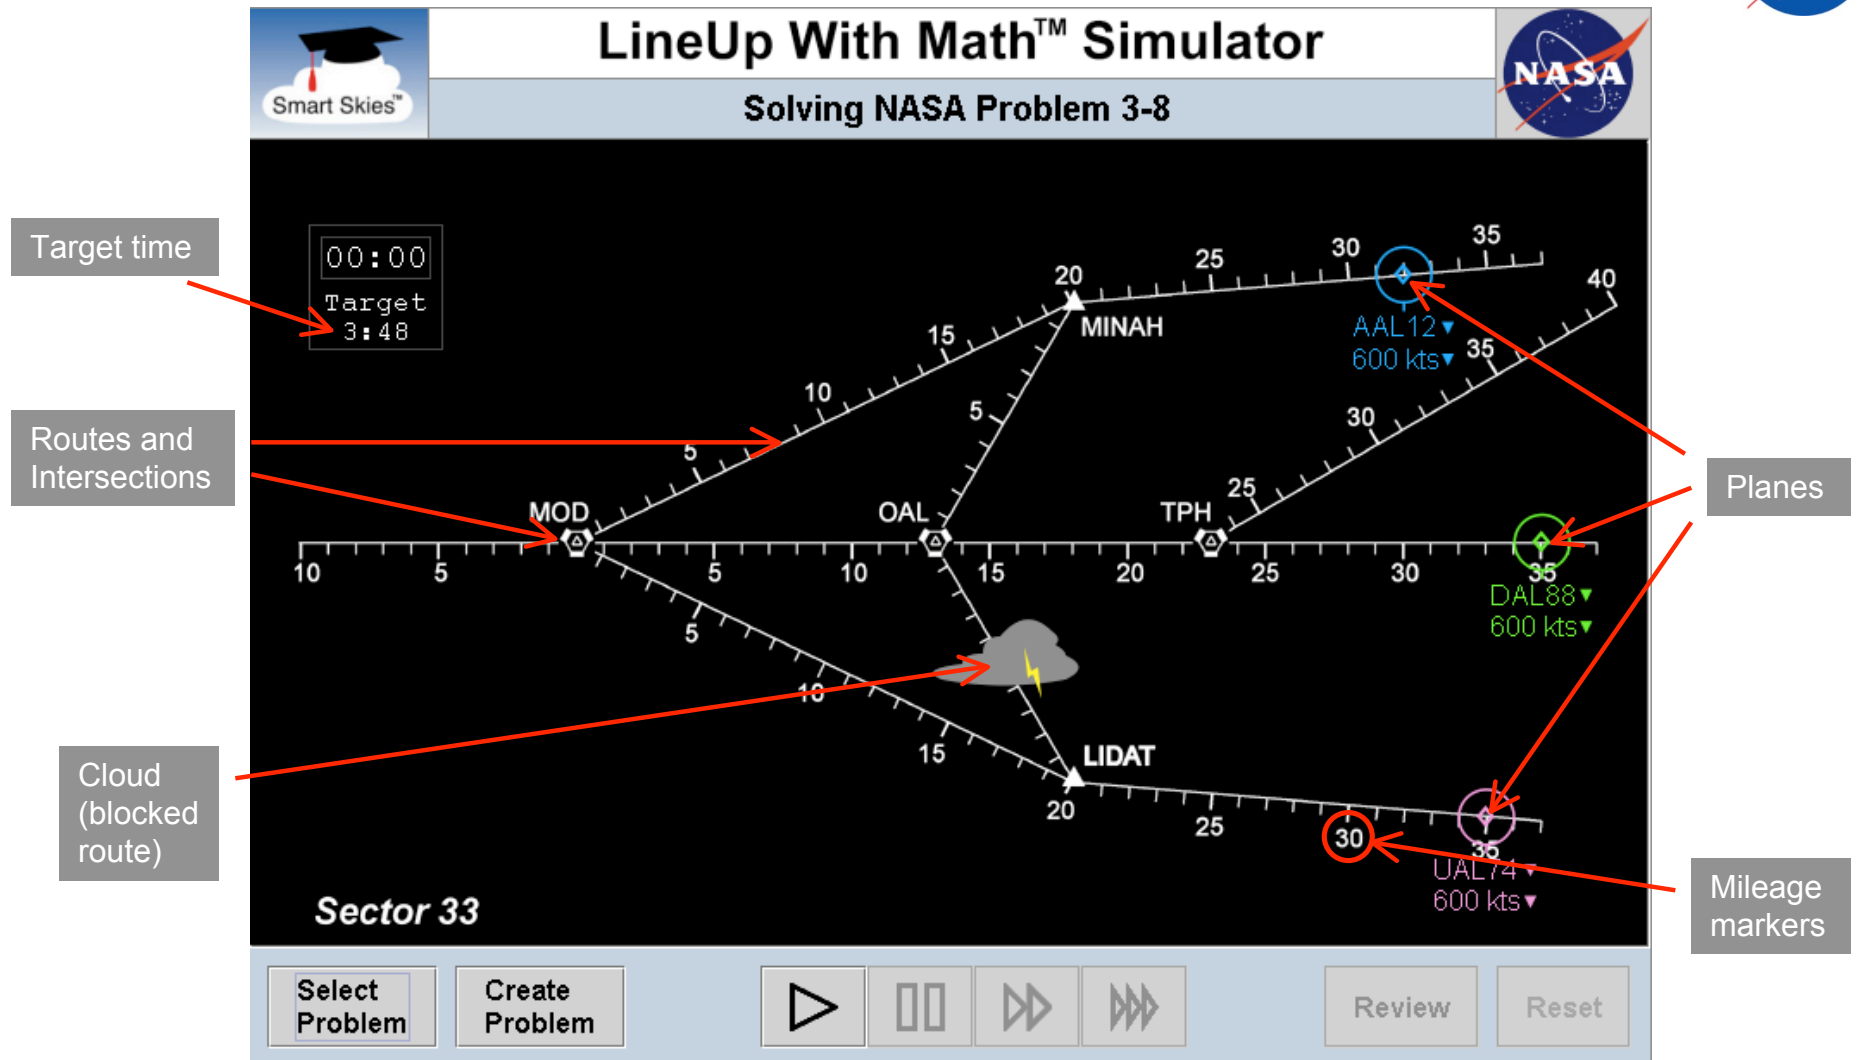 LineUp With Math™ Simulator
Smart Skies™
NASA
Solving NASA Problem 3-8
Target time
00:00
Target
3:48
20
25
30
35
40
MINAH
15
AAL12
600 kts
35
10
5
30
Routes and
Intersections
5
25
MOD
OAL
TPH
Planes
10
5
5
10
15
20
25
30
35
DAL88
600 kts
5
10
15
LIDAT
20
25
30
35
UAL74
600 kts
Cloud
(blocked
route)
Mileage
markers
Sector 33
Select
Problem
Create
Problem
Review
Reset